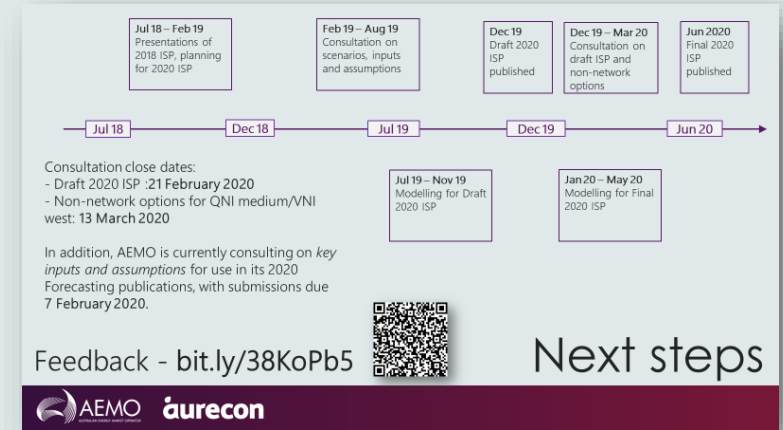 Jul 18 – Feb 19
Presentations of
2018 ISP, planning
for 2020 ISP
Feb 19 – Aug 19
Consultation on
scenarios, inputs
and assumptions
Dec 19
Draft 2020
ISP
published
Dec 19 – Mar 20
Consultation on
draft ISP and
non-network
options
Jun 2020
Final 2020
ISP
published
Jul 18
Dec 18
Jul 19
Dec 19
Jun 20
Jul 19 – Nov 19
Modelling for Draft
2020 ISP
Jan 20 – May 20
Modelling for Final
2020 ISP
Consultation close dates:
- Draft 2020 ISP :21 February 2020
- Non-network options for QNI medium/VNI
west: 13 March 2020
In addition, AEMO is currently consulting on key
inputs and assumptions for use in its 2020
Forecasting publications, with submissions due
7 February 2020.
Feedback - bit.ly/38KoPb5
Next steps
AEMO
AUSTRALIAN ENERGY MARKET OPERATOR
aurecon